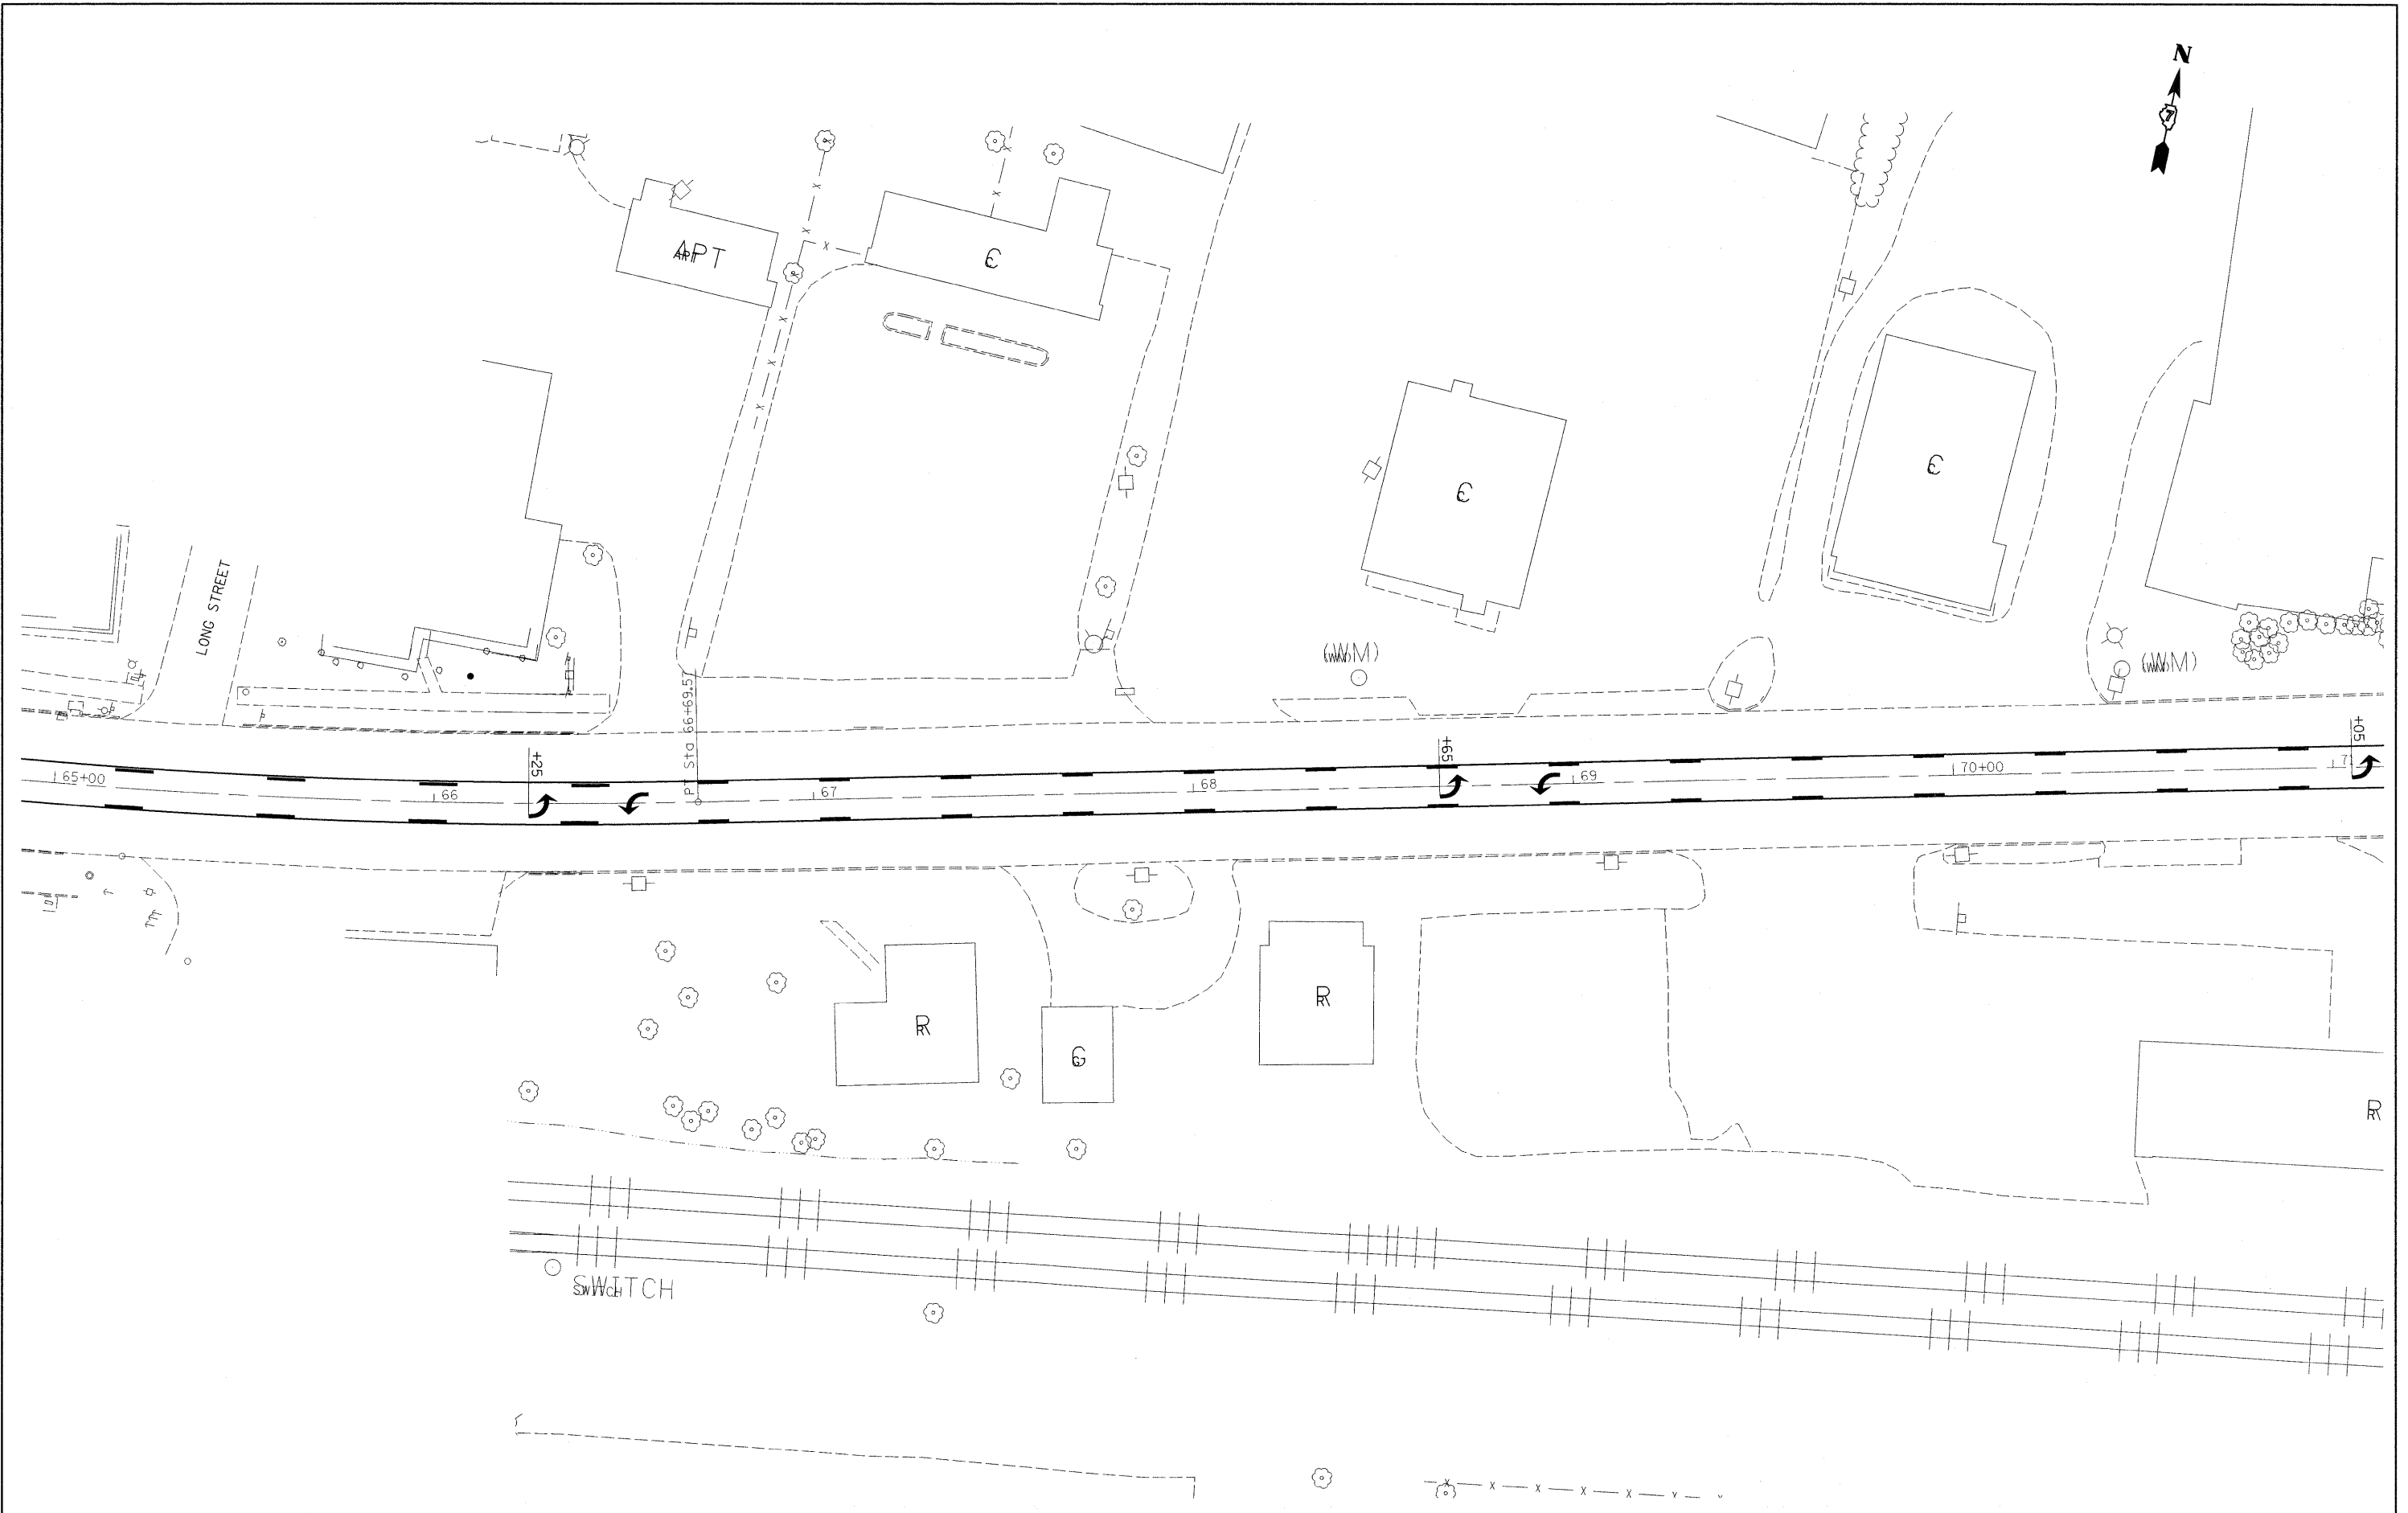 N
7
APT
C
C
C
LONG STREET
(WM)
(WM)
PT Sta 66+69.57
+25
+65
+05
65+00
66
67
68
69
70+00
R
R
G
R
SWITCH